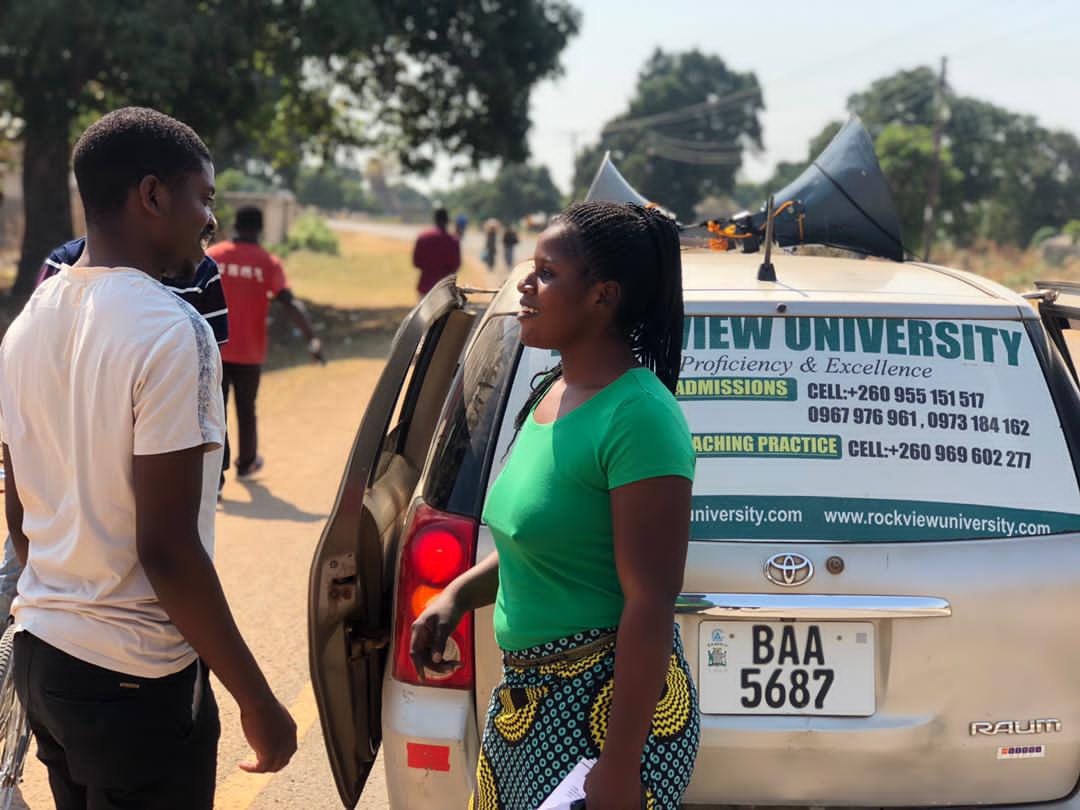 VIEW UNIVERSITY
Proficiency & Excellence
ADMISSIONS CELL:+260 955 151 517
0967 976 961 , 0973 184 162
ACHING PRACTICE CELL:+260 969 602 277
university.com www.rockviewuniversity.com
BAA
5687
RAUM